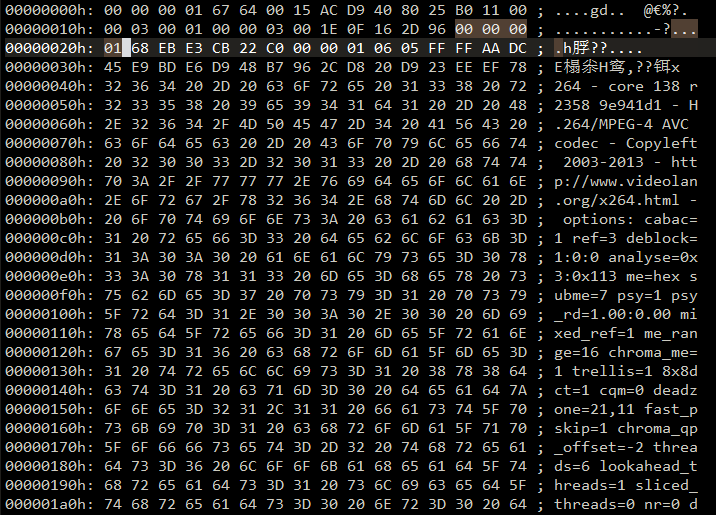 00000000h: 00 00 00 01 67 64 00 15 AC D9 40 80 25 B0 11 00 ; ....gd.. @€%?.
00000010h: 00 03 00 01 00 00 03 00 1E 0F 16 2D 96 00 00 00 ; ...........-?...
00000020h: 01 68 EB E3 CB 22 C0 00 00 01 06 05 FF FF AA DC ; .h脬??....
00000030h: 45 E9 BD E6 D9 48 B7 96 2C D8 20 D9 23 EE EF 78 ; E榻尜H窎,??铒x
00000040h: 32 36 34 20 2D 20 63 6F 72 65 20 31 33 38 20 72 ; 264 - core 138 r
00000050h: 32 33 35 38 20 39 65 39 34 31 64 31 20 2D 20 48 ; 2358 9e941d1 - H
00000060h: 2E 32 36 34 2F 4D 50 45 47 2D 34 20 41 56 43 20 ; .264/MPEG-4 AVC
00000070h: 63 6F 64 65 63 20 2D 20 43 6F 70 79 6C 65 66 74 ; codec - Copyleft
00000080h: 20 32 30 30 33 2D 32 30 31 33 20 2D 20 68 74 74 ; 2003-2013 - htt
00000090h: 70 3A 2F 2F 77 77 77 2E 76 69 64 65 6F 6C 61 6E ; p://www.videolan
000000a0h: 2E 6F 72 67 2F 78 32 36 34 2E 68 74 6D 6C 20 2D ; .org/x264.html -
000000b0h: 20 6F 70 74 69 6F 6E 73 3A 20 63 61 62 61 63 3D ; options: cabac=
000000c0h: 31 20 72 65 66 3D 33 20 64 65 62 6C 6F 63 6B 3D ; 1 ref=3 deblock=
000000d0h: 31 3A 30 3A 30 20 61 6E 61 6C 79 73 65 3D 30 78 ; 1:0:0 analyse=0x
000000e0h: 33 3A 30 78 31 31 33 20 6D 65 3D 68 65 78 20 73 ; 3:0x113 me=hex s
000000f0h: 75 62 6D 65 3D 37 20 70 73 79 3D 31 20 70 73 79 ; ubme=7 psy=1 psy
00000100h: 5F 72 64 3D 31 2E 30 30 3A 30 2E 30 30 20 6D 69 ; _rd=1.00:0.00 mi
00000110h: 78 65 64 5F 72 65 66 3D 31 20 6D 65 5F 72 61 6E ; xed_ref=1 me_ran
00000120h: 67 65 3D 31 36 20 63 68 72 6F 6D 61 5F 6D 65 3D ; ge=16 chroma_me=
00000130h: 31 20 74 72 65 6C 6C 69 73 3D 31 20 38 78 38 64 ; 1 trellis=1 8x8d
00000140h: 63 74 3D 31 20 63 71 6D 3D 30 20 64 65 61 64 7A ; ct=1 cqm=0 deadz
00000150h: 6F 6E 65 3D 32 31 2C 31 31 20 66 61 73 74 5F 70 ; one=21,11 fast_p
00000160h: 73 6B 69 70 3D 31 20 63 68 72 6F 6D 61 5F 71 70 ; skip=1 chroma_qp
00000170h: 5F 6F 66 66 73 65 74 3D 2D 32 20 74 68 72 65 61 ; _offset=-2 threa
00000180h: 64 73 3D 36 20 6C 6F 6F 6B 61 68 65 61 64 5F 74 ; ds=6 lookahead_t
00000190h: 68 72 65 61 64 73 3D 31 20 73 6C 69 63 65 64 5F ; hreads=1 sliced_
000001a0h: 74 68 72 65 61 64 73 3D 30 20 6E 72 3D 30 20 64 ; threads=0 nr=0 d